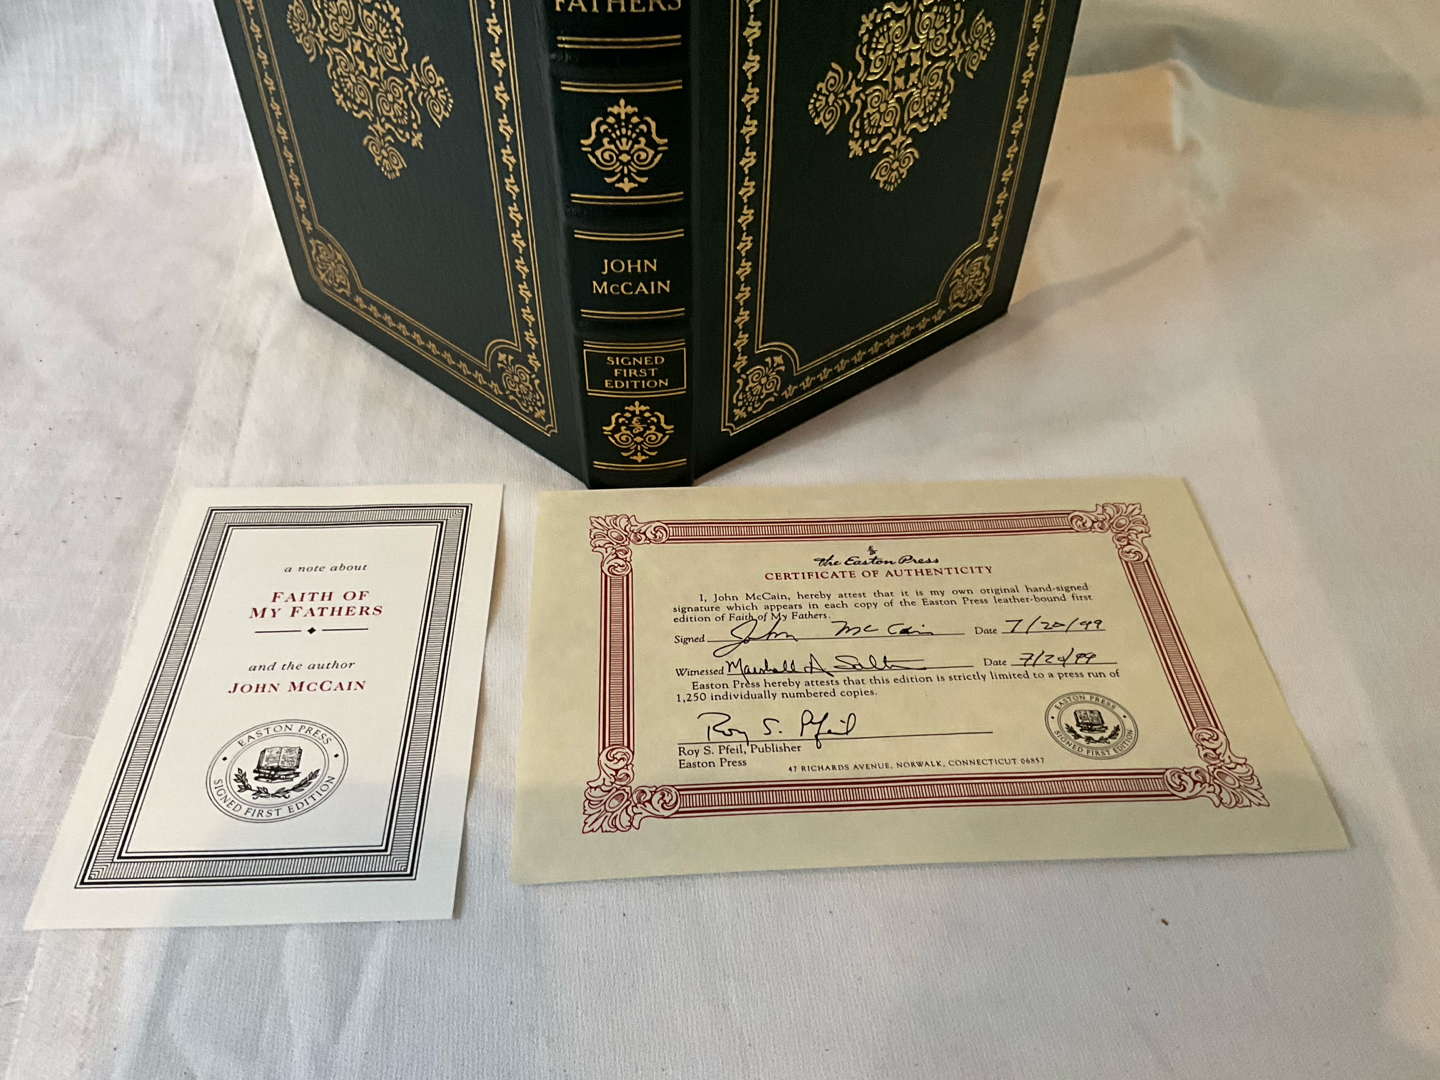 FATHERS
JOHN
McCAIN
SIGNED
FIRST
EDITION
a note about
FAITH OF
MY FATHERS
and the author
JOHN McCAIN
EASTON PRESS
SIGNED FIRST EDITION
the Easton Press
CERTIFICATE OF AUTHENTICITY
I, John McCain, hereby attest that it is my own original hand-signed
signature which appears in each copy of the Easton Press leather-bound first
edition of Faith of My Fathers.
Signed John McCain Date 7/20/99
Witnessed Marshall A Date 7/20/99
Easton Press hereby attests that this edition is strictly limited to a press run of
1,250 individually numbered copies.
Roy S. Pfeil
Roy S. Pfeil, Publisher
Easton Press
47 RICHARDS AVENUE, NORWALK, CONNECTICUT 06857
EASTON PRESS
SIGNED FIRST EDITION